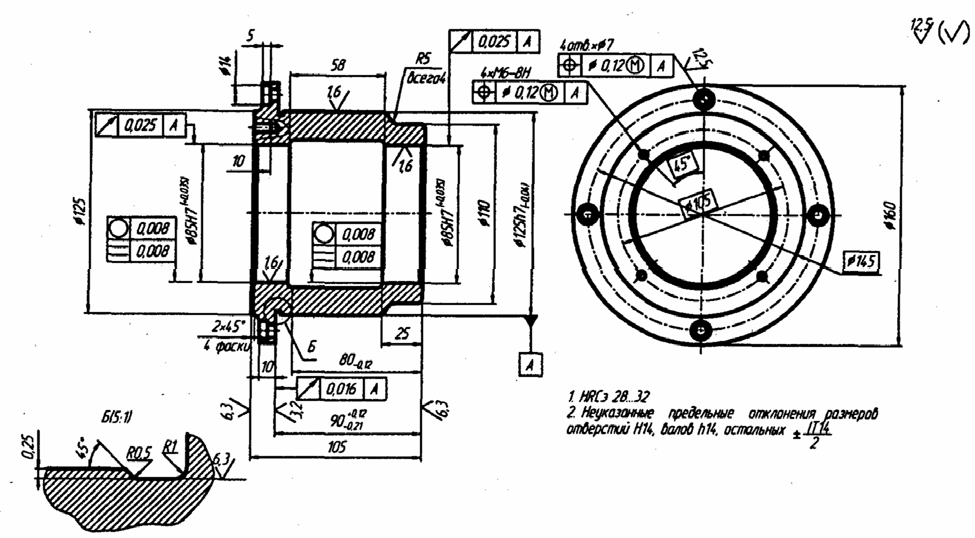 12,5 (√)
5
58
R5
всего4
0,025 A
4отв.×Ø7
Ø 0,12 Ⓜ A
12,5
4×М6-8Н
Ø 0,12 Ⓜ A
Ø14
1,6
0,025 A
10
1,6
45°
Ø105
Ø125
Ø85H7(+0,035)
0,008
0,008
0,008
0,008
Ø85H7(+0,035)
Ø110
Ø125h7(-0,04)
Ø160
Ø145
1,6
2×45°
4 фаски
Б
25
80-0,12
10
A
0,016 A
6,3
3,2
6,3
90-0,12
-0,21
105
Б(5:1)
0,25
45°
R0,5
R1
6,3
1. HRCэ 28...32
2. Неуказанные предельные отклонения размеров
отверстий H14, валов h14, остальных ± IT14
2